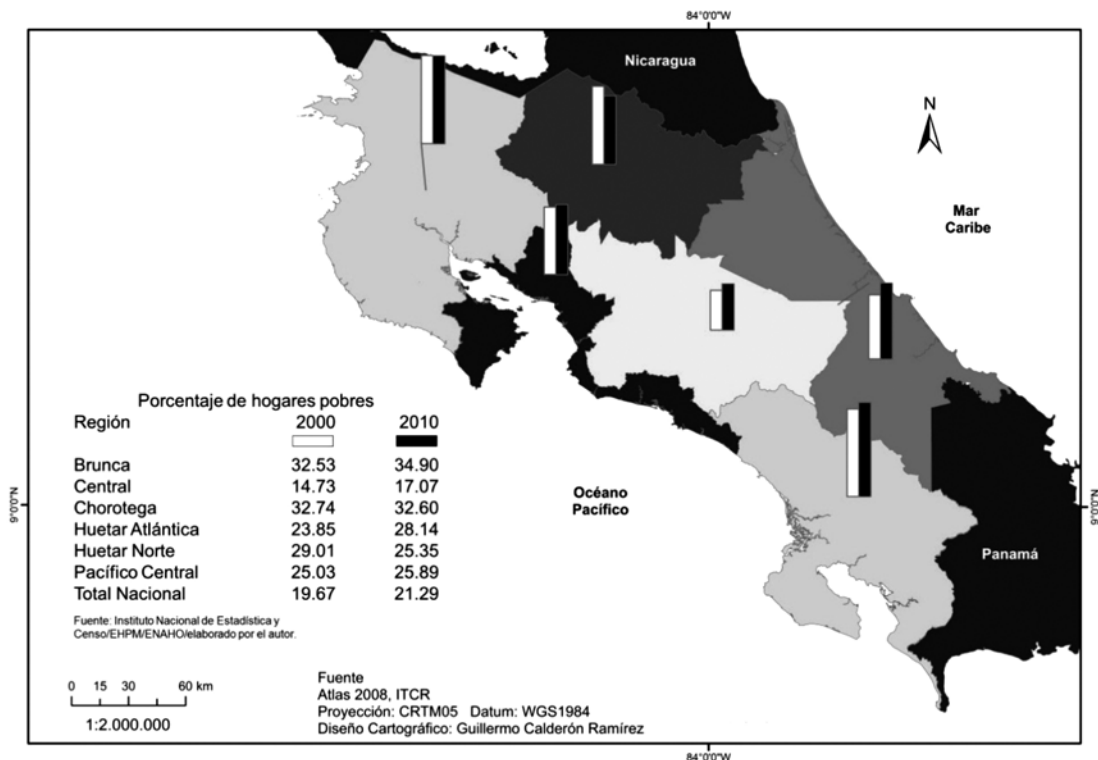 84°0'0"W
Nicaragua
N
Mar
Caribe
Porcentaje de hogares pobres
Región 2000 2010
Brunca 32.53 34.90
Central 14.73 17.07
Chorotega 32.74 32.60
Huetar Atlántica 23.85 28.14
Huetar Norte 29.01 25.35
Pacífico Central 25.03 25.89
Total Nacional 19.67 21.29
Fuente: Instituto Nacional de Estadística y
Censo/EHPM/ENAHO/elaborado por el autor.
Océano
Pacífico
9°0'0"N
9°0'0"N
Panamá
0 15 30 60 km
1:2.000.000
Fuente
Atlas 2008, ITCR
Proyección: CRTM05 Datum: WGS1984
Diseño Cartográfico: Guillermo Calderón Ramírez
84°0'0"W